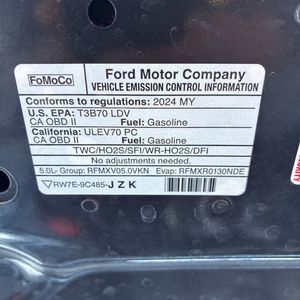 FoMoCo
Ford Motor Company
VEHICLE EMISSION CONTROL INFORMATION
Conforms to regulations: 2024 MY
U.S. EPA: T3B70 LDV
CA OBD II Fuel: Gasoline
California: ULEV70 PC
CA OBD II Fuel: Gasoline
TWC/HO2S/SFI/WR-HO2S/DFI
No adjustments needed.
5.0L- Group: RFMXV05.0VKN Evap: RFMXR0130NDE
RW7E-9C485-JZK